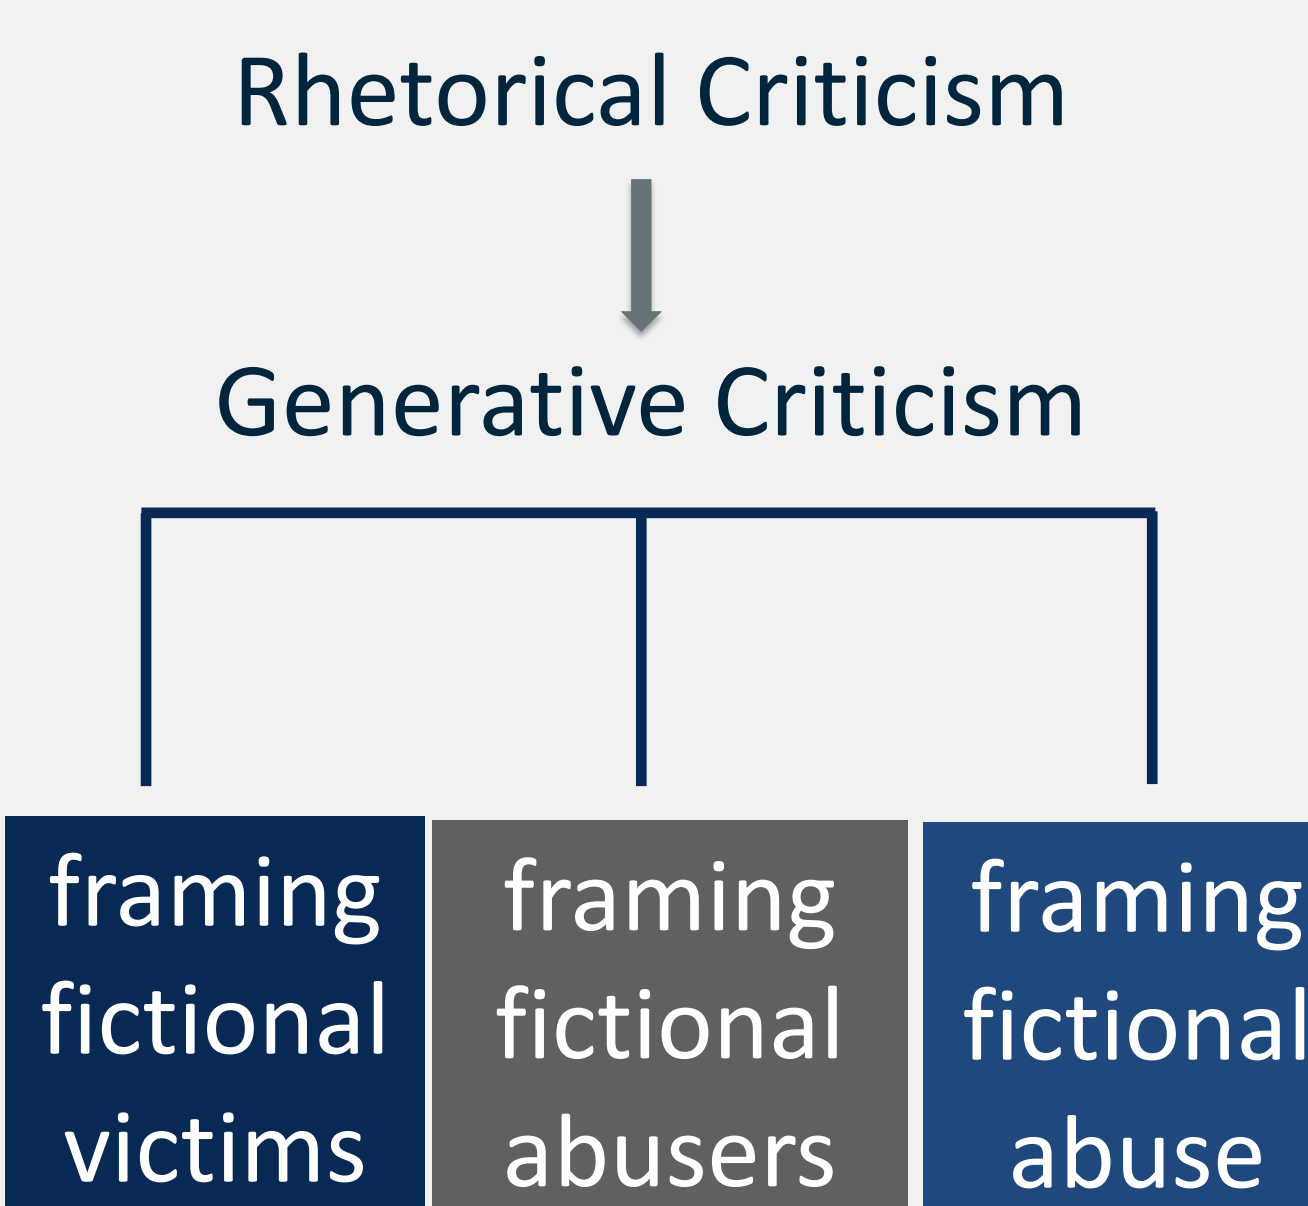 Rhetorical Criticism
Generative Criticism
framing
fictional
victims
framing
fictional
abusers
framing
fictional
abuse